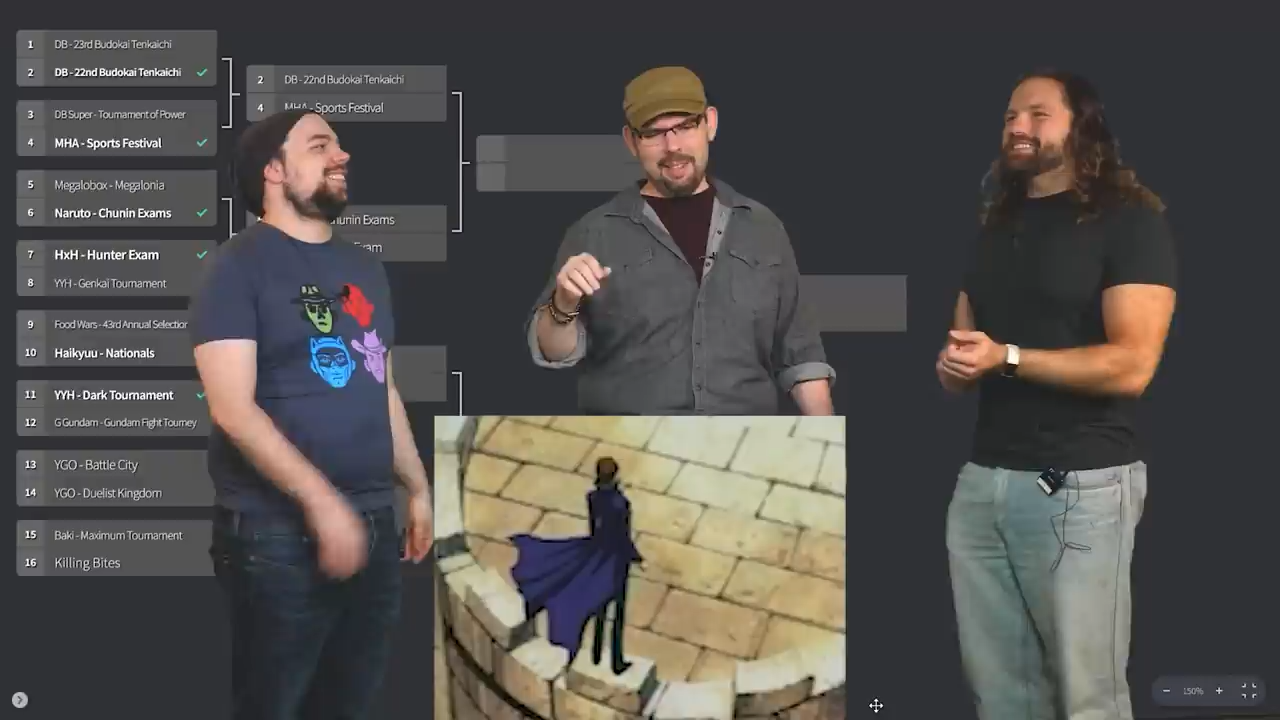 1 DB - 23rd Budokai Tenkaichi
2 DB - 22nd Budokai Tenkaichi
3 DB Super - Tournament of Power
4 MHA - Sports Festival
5 Megalobox - Megalonia
6 Naruto - Chunin Exams
7 HxH - Hunter Exam
8 YYH - Genkai Tournament
9 Food Wars - 43rd Annual Selection
10 Haikyuu - Nationals
11 YYH - Dark Tournament
12 G Gundam - Gundam Fight Tourney
13 YGO - Battle City
14 YGO - Duelist Kingdom
15 Baki - Maximum Tournament
16 Killing Bites
2 DB - 22nd Budokai Tenkaichi
4 MHA - Sports Festival
Exams
150%